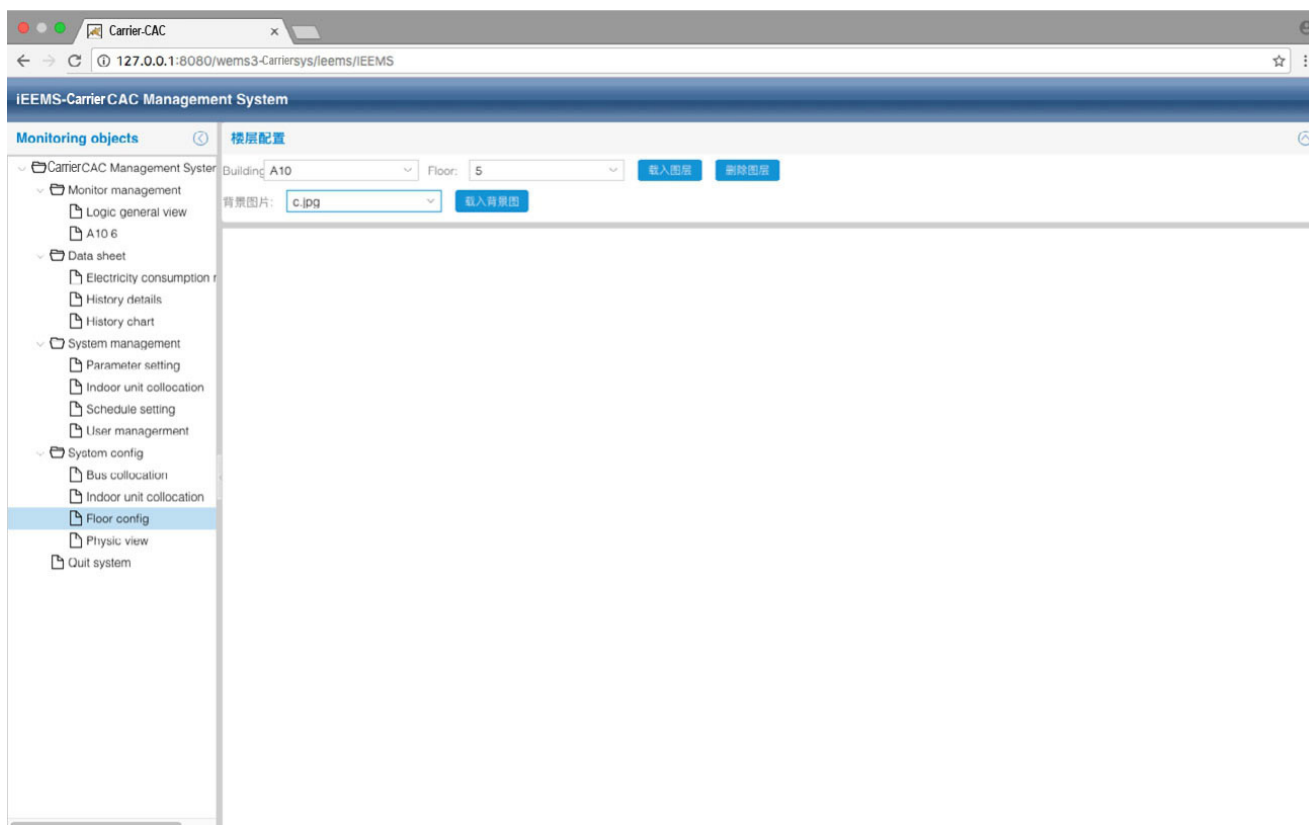 Carrier-CAC
127.0.0.1:8080/wems3-Carriersys/leems/IEEMS
iEEMS-Carrier CAC Management System
Monitoring objects
楼层配置
CarrierCAC Management Syster
Building A10 Floor: 5 载入图层 删除图层
Monitor management
背景图片: c.jpg 载入背景图
Logic general view
A10 6
Data sheet
Electricity consumption r
History details
History chart
System management
Parameter setting
Indoor unit collocation
Schedule setting
User managerment
System config
Bus collocation
Indoor unit collocation
Floor config
Physic view
Quit system